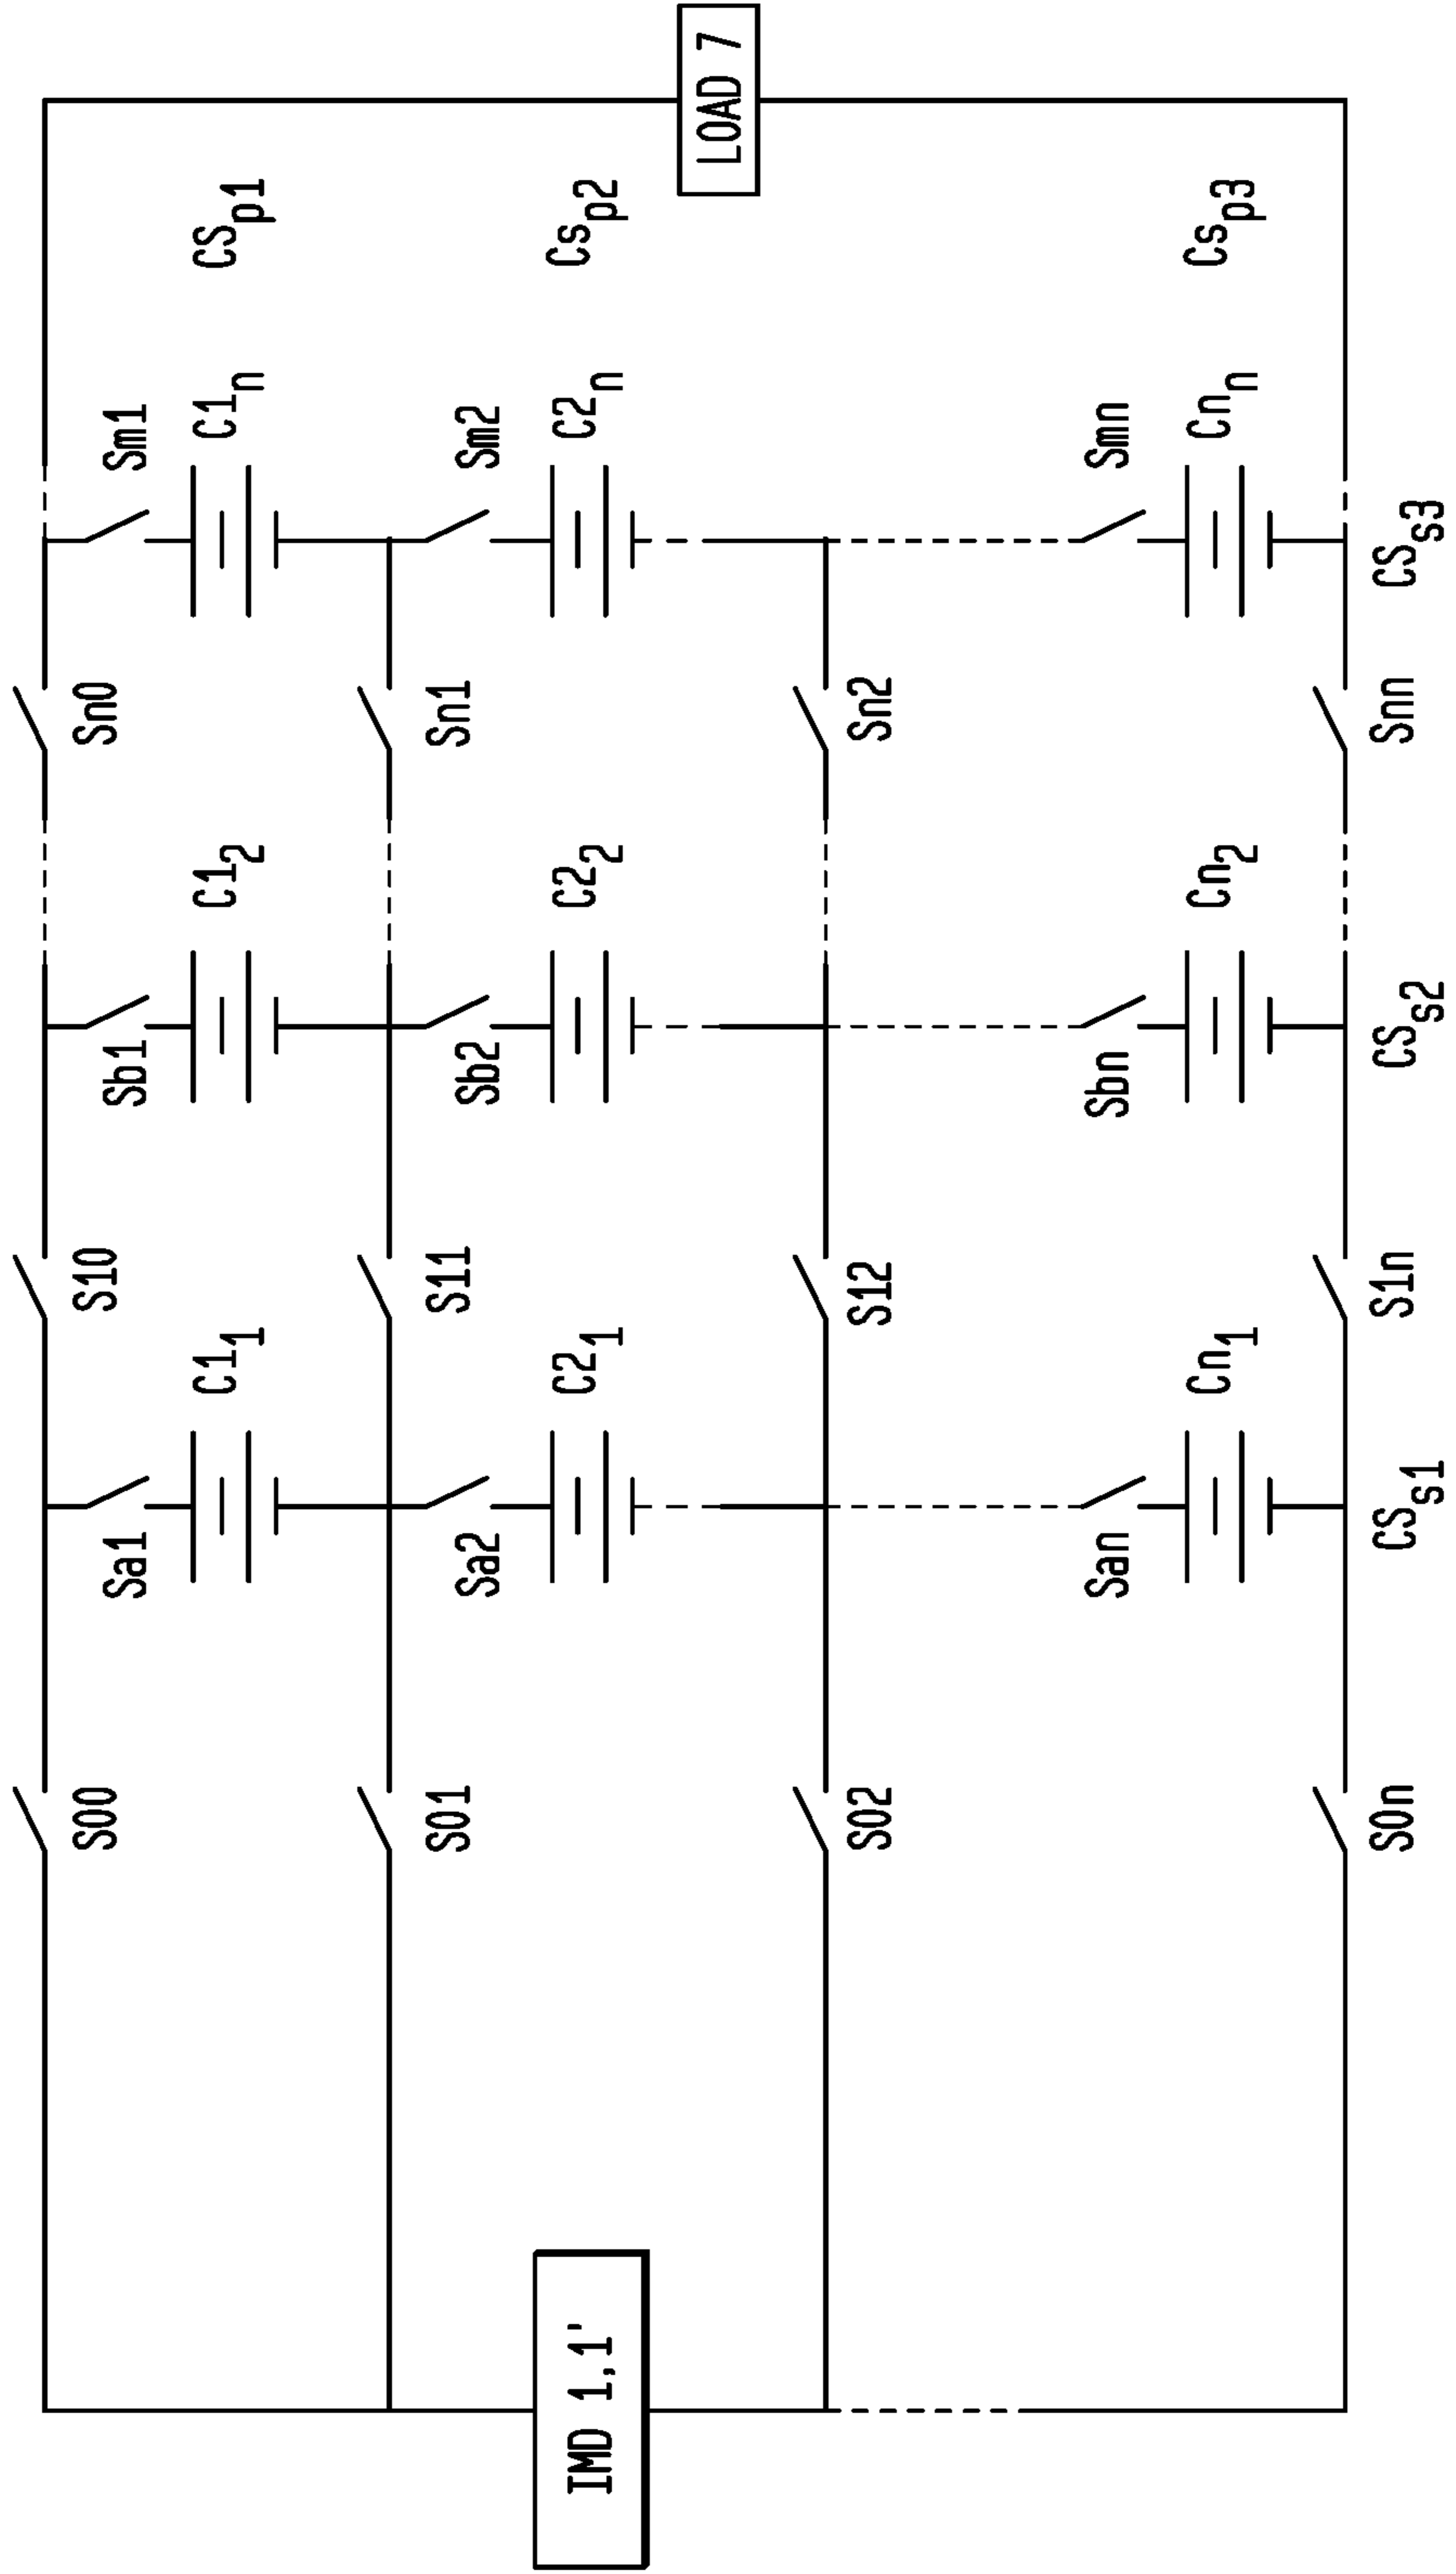 S00
S10
Sn0
Sa1
Sb1
Sm1
C1₁
C1₂
C1ₙ
CSₚ₁
S01
S11
Sn1
Sa2
Sb2
Sm2
IMD 1,1'
C2₁
C2₂
C2ₙ
Csₚ₂
LOAD 7
S02
S12
Sn2
San
Sbn
Smn
Cn₁
Cn₂
Cnₙ
Csₚ₃
S0n
S1n
Snn
CSₛ₁
CSₛ₂
CSₛ₃